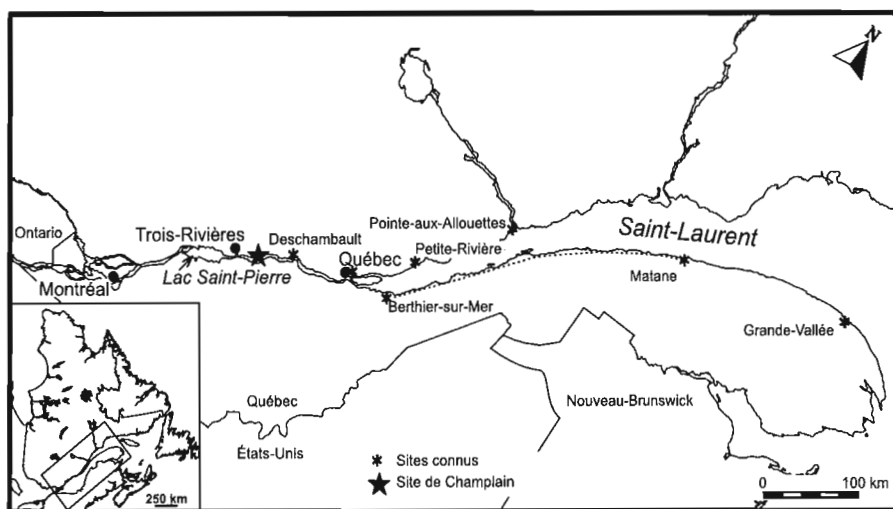 N
Saint-Laurent
Pointe-aux-Allouettes
Ontario
Trois-Rivières
Deschambault
Québec
Petite-Rivière
Lac Saint-Pierre
Montréal
Matane
Berthier-sur-Mer
Grande-Vallée
Québec
Nouveau-Brunswick
États-Unis
Sites connus
Site de Champlain
250 km
0 100 km